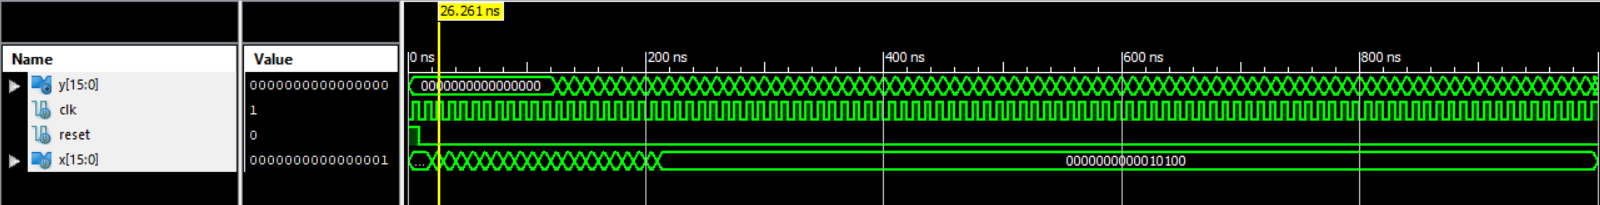 26.261 ns
Name Value 0 ns 200 ns 400 ns 600 ns 800 ns
y[15:0] 0000000000000000 0000000000000000
clk 1
reset 0
x[15:0] 0000000000000001 ... 0000000000010100